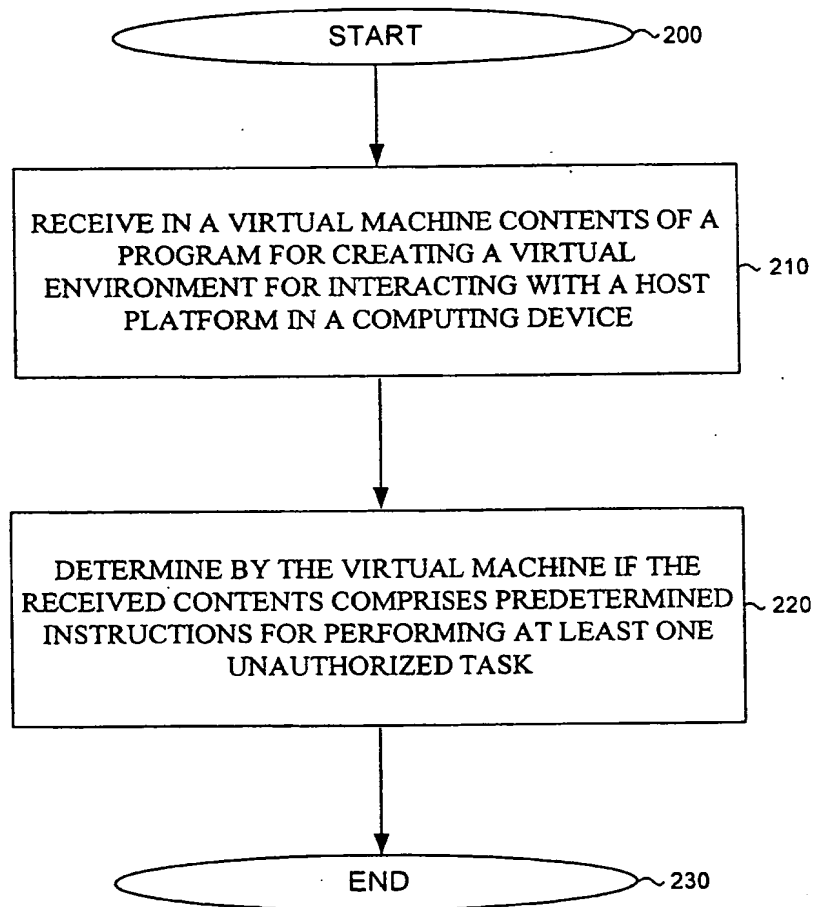 START
200
RECEIVE IN A VIRTUAL MACHINE CONTENTS OF A
PROGRAM FOR CREATING A VIRTUAL
ENVIRONMENT FOR INTERACTING WITH A HOST
PLATFORM IN A COMPUTING DEVICE
210
DETERMINE BY THE VIRTUAL MACHINE IF THE
RECEIVED CONTENTS COMPRISES PREDETERMINED
INSTRUCTIONS FOR PERFORMING AT LEAST ONE
UNAUTHORIZED TASK
220
END
230